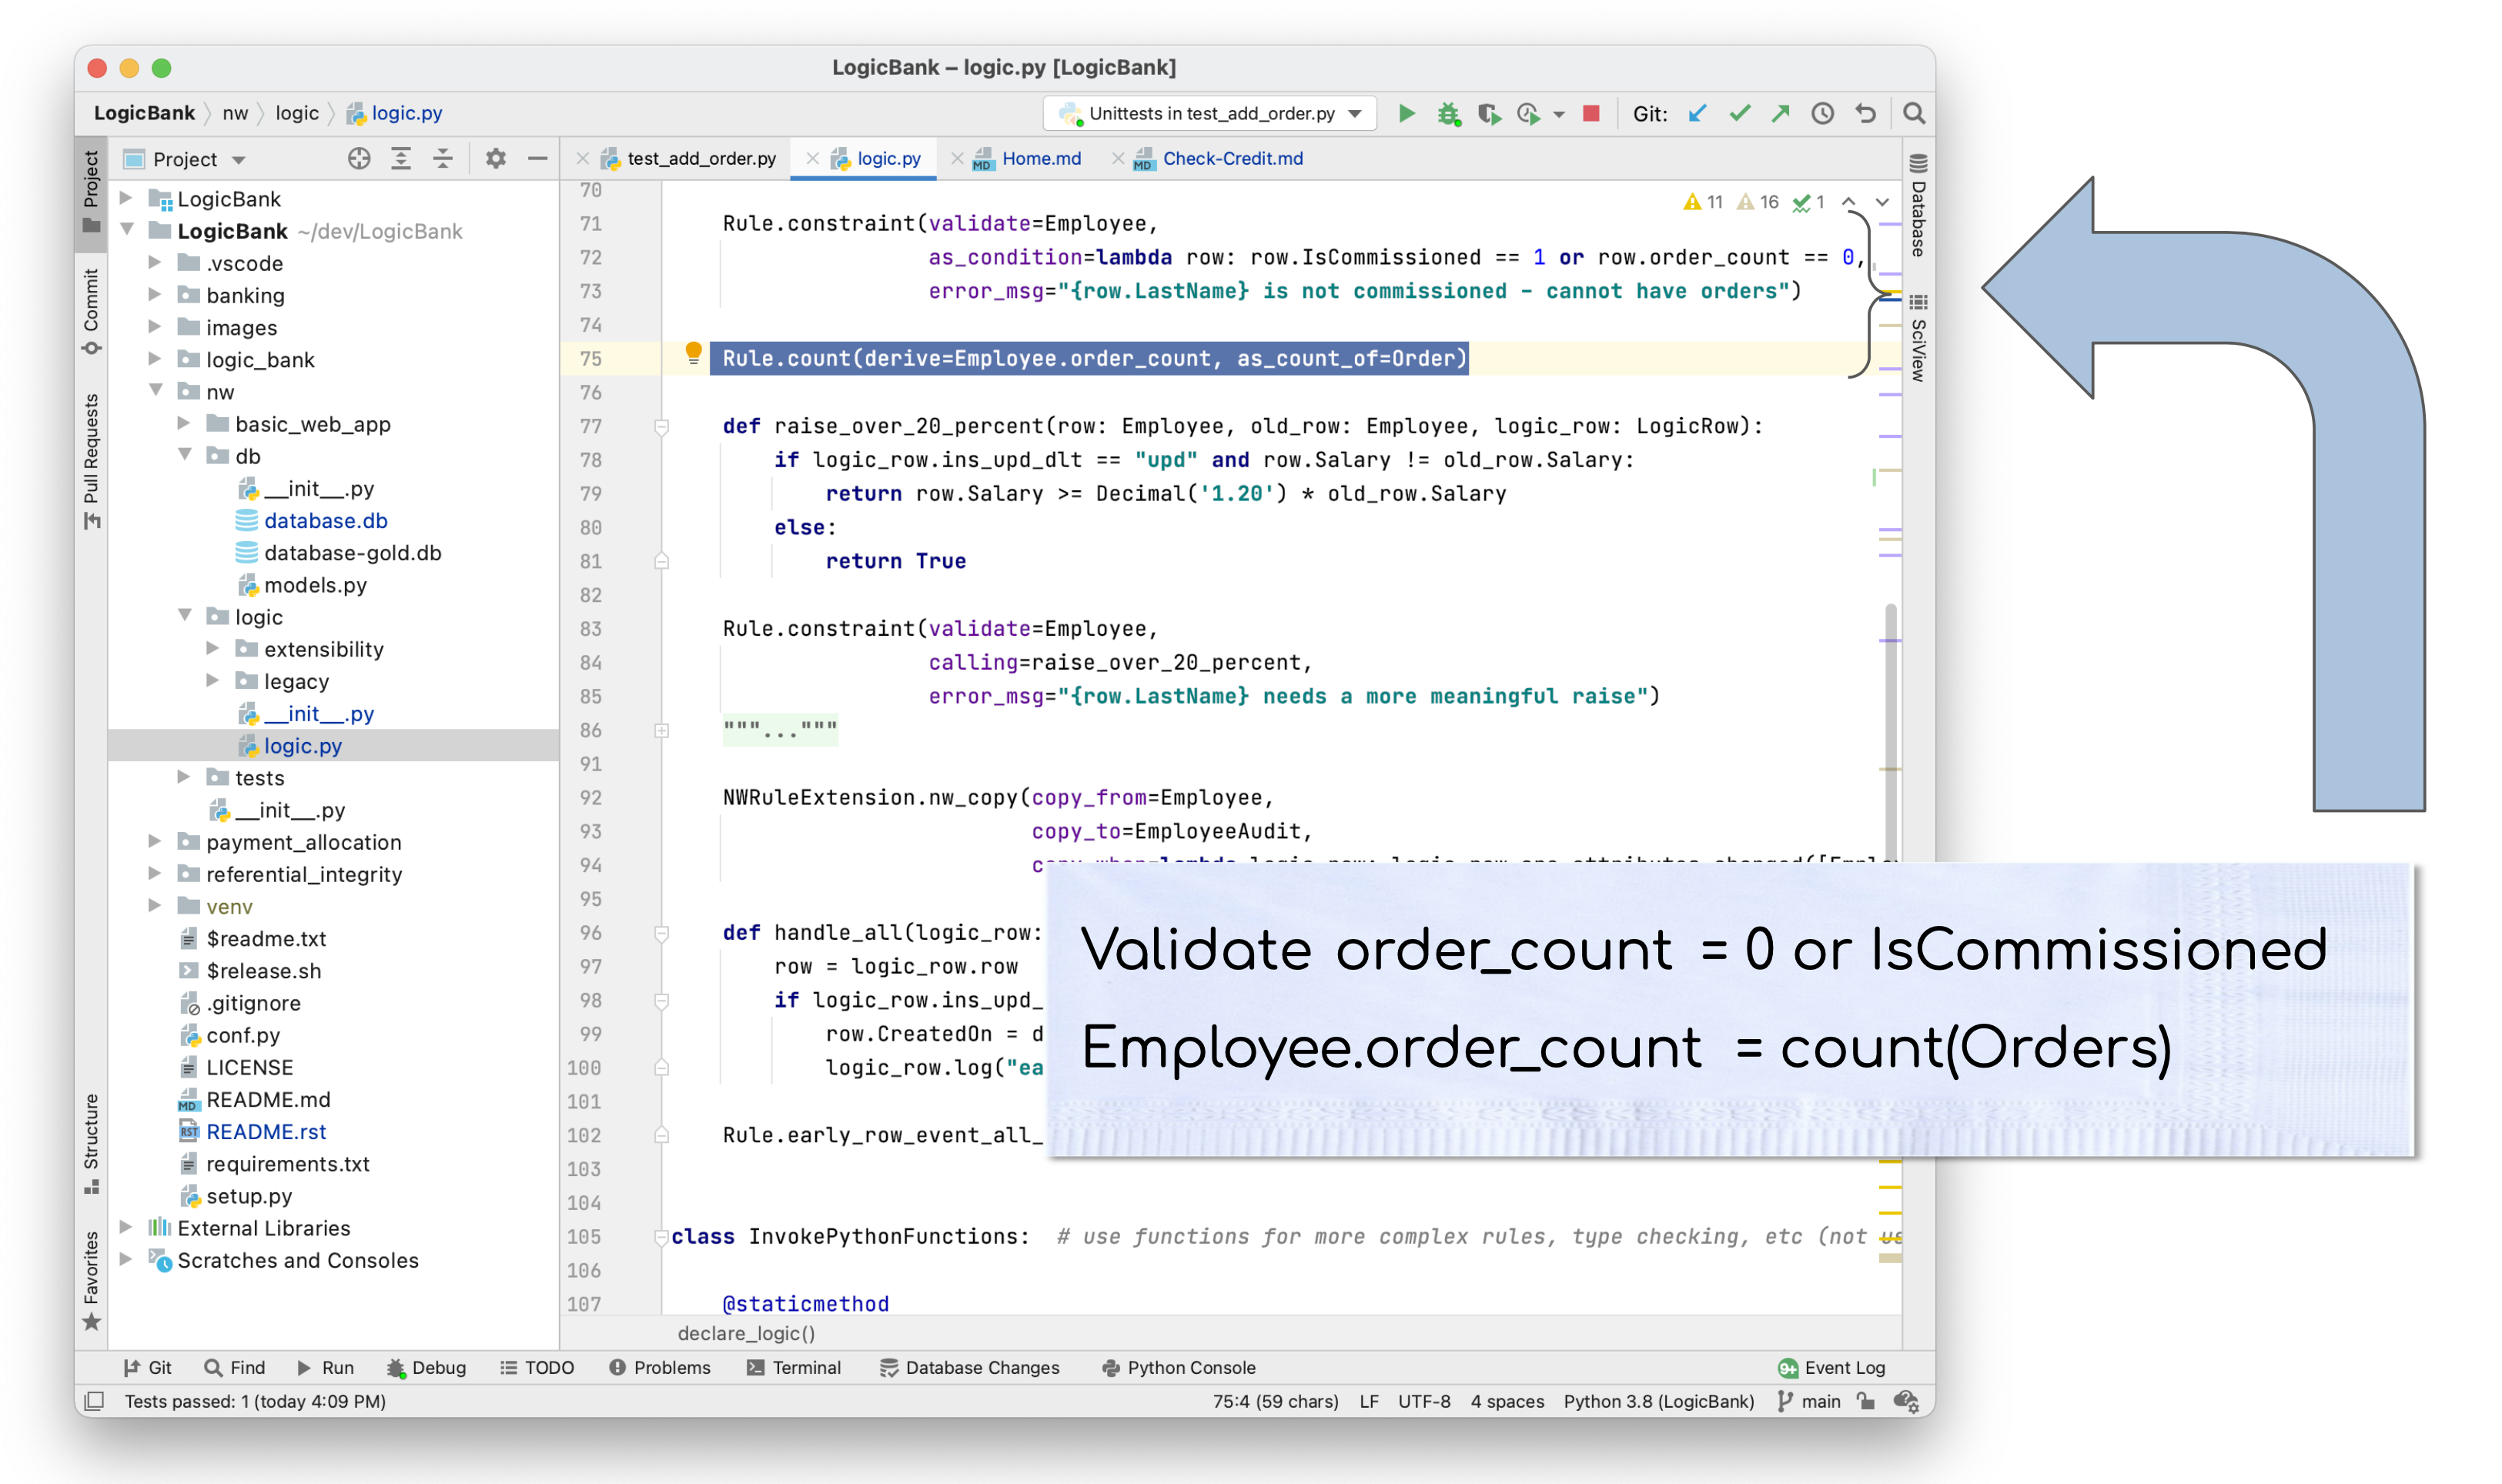 LogicBank – logic.py [LogicBank]
LogicBank nw logic logic.py
Unittests in test_add_order.py
Git:
Project
test_add_order.py
logic.py
Home.md
Check-Credit.md
Project
Commit
Pull Requests
Structure
Favorites
LogicBank
LogicBank ~/dev/LogicBank
.vscode
banking
images
logic_bank
nw
basic_web_app
db
__init__.py
database.db
database-gold.db
models.py
logic
extensibility
legacy
__init__.py
logic.py
tests
__init__.py
payment_allocation
referential_integrity
venv
$readme.txt
$release.sh
.gitignore
conf.py
LICENSE
README.md
README.rst
requirements.txt
setup.py
External Libraries
Scratches and Consoles
11 16 1
70
71 Rule.constraint(validate=Employee,
72 as_condition=lambda row: row.IsCommissioned == 1 or row.order_count == 0,
73 error_msg="{row.LastName} is not commissioned - cannot have orders")
74
75 Rule.count(derive=Employee.order_count, as_count_of=Order)
76
77 def raise_over_20_percent(row: Employee, old_row: Employee, logic_row: LogicRow):
78 if logic_row.ins_upd_dlt == "upd" and row.Salary != old_row.Salary:
79 return row.Salary >= Decimal('1.20') * old_row.Salary
80 else:
81 return True
82
83 Rule.constraint(validate=Employee,
84 calling=raise_over_20_percent,
85 error_msg="{row.LastName} needs a more meaningful raise")
86 """..."""
91
92 NWRuleExtension.nw_copy(copy_from=Employee,
93 copy_to=EmployeeAudit,
94
95
96 def handle_all(logic_row:
97 row = logic_row.row
98 if logic_row.ins_upd_
99 row.CreatedOn = d
100 logic_row.log("ea
101
102 Rule.early_row_event_all_
103
104
105 class InvokePythonFunctions: # use functions for more complex rules, type checking, etc (not us
106
107 @staticmethod
declare_logic()
Database
SciView
Validate order_count = 0 or IsCommissioned
Employee.order_count = count(Orders)
Git Find Run Debug TODO Problems Terminal Database Changes Python Console 9+ Event Log
Tests passed: 1 (today 4:09 PM) 75:4 (59 chars) LF UTF-8 4 spaces Python 3.8 (LogicBank) main